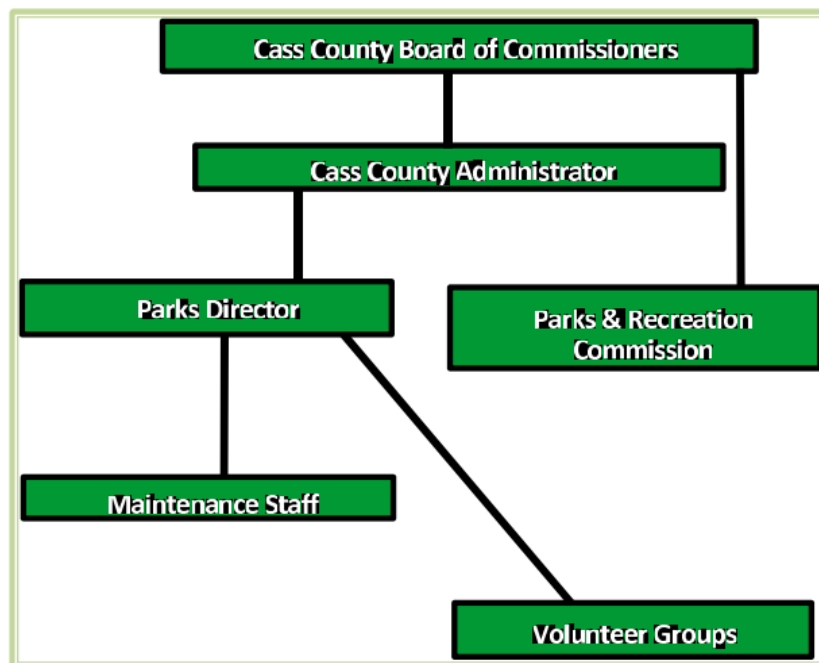 Cass County Board of Commissioners
Cass County Administrator
Parks Director
Parks & Recreation
Commission
Maintenance Staff
Volunteer Groups